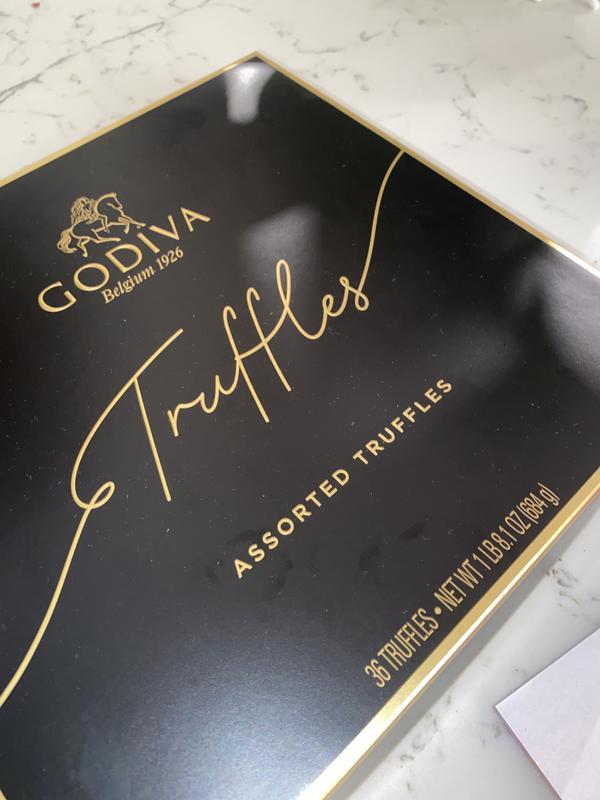 GODIVA
Belgium 1926
Truffles
ASSORTED TRUFFLES
36 TRUFFLES • NET WT 1 LB 8.1 OZ (684 g)